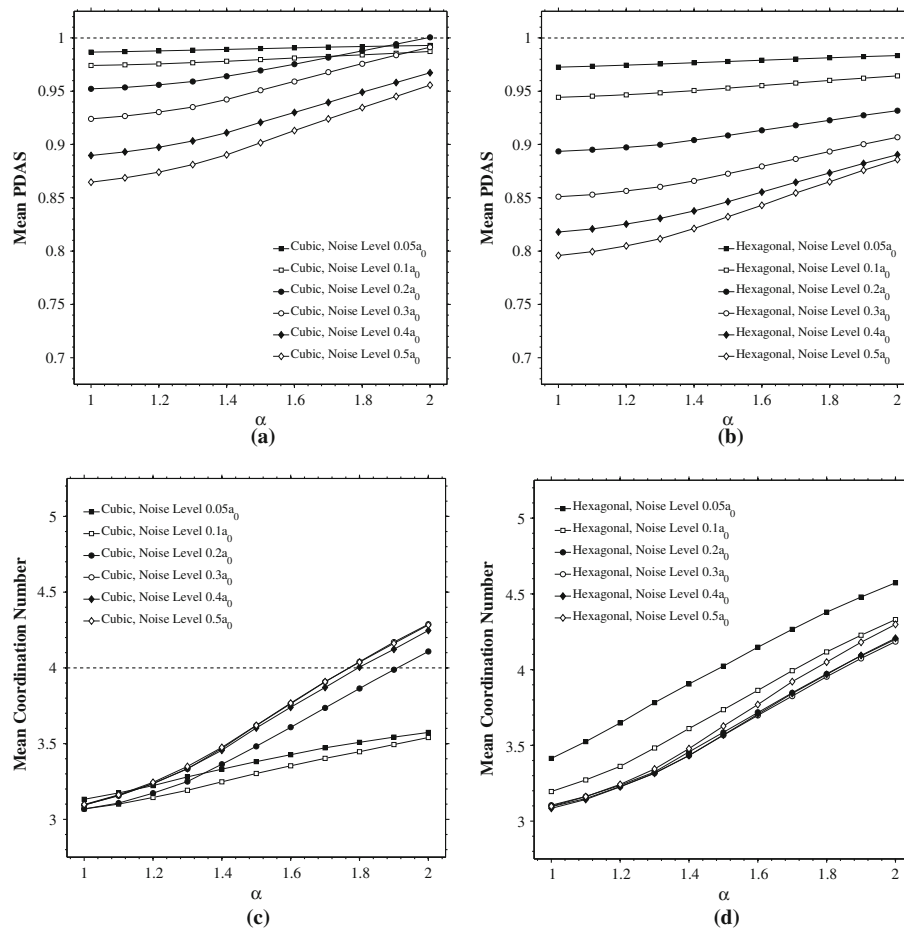 1
0.95
0.9
0.85
0.8
0.75
0.7
Mean PDAS
Cubic, Noise Level 0.05a0
Cubic, Noise Level 0.1a0
Cubic, Noise Level 0.2a0
Cubic, Noise Level 0.3a0
Cubic, Noise Level 0.4a0
Cubic, Noise Level 0.5a0
1 1.2 1.4 1.6 1.8 2
α
(a)
1
0.95
0.9
0.85
0.8
0.75
0.7
Mean PDAS
Hexagonal, Noise Level 0.05a0
Hexagonal, Noise Level 0.1a0
Hexagonal, Noise Level 0.2a0
Hexagonal, Noise Level 0.3a0
Hexagonal, Noise Level 0.4a0
Hexagonal, Noise Level 0.5a0
1 1.2 1.4 1.6 1.8 2
α
(b)
5
4.5
4
3.5
3
Mean Coordination Number
Cubic, Noise Level 0.05a0
Cubic, Noise Level 0.1a0
Cubic, Noise Level 0.2a0
Cubic, Noise Level 0.3a0
Cubic, Noise Level 0.4a0
Cubic, Noise Level 0.5a0
1 1.2 1.4 1.6 1.8 2
α
(c)
5
4.5
4
3.5
3
Mean Coordination Number
Hexagonal, Noise Level 0.05a0
Hexagonal, Noise Level 0.1a0
Hexagonal, Noise Level 0.2a0
Hexagonal, Noise Level 0.3a0
Hexagonal, Noise Level 0.4a0
Hexagonal, Noise Level 0.5a0
1 1.2 1.4 1.6 1.8 2
α
(d)